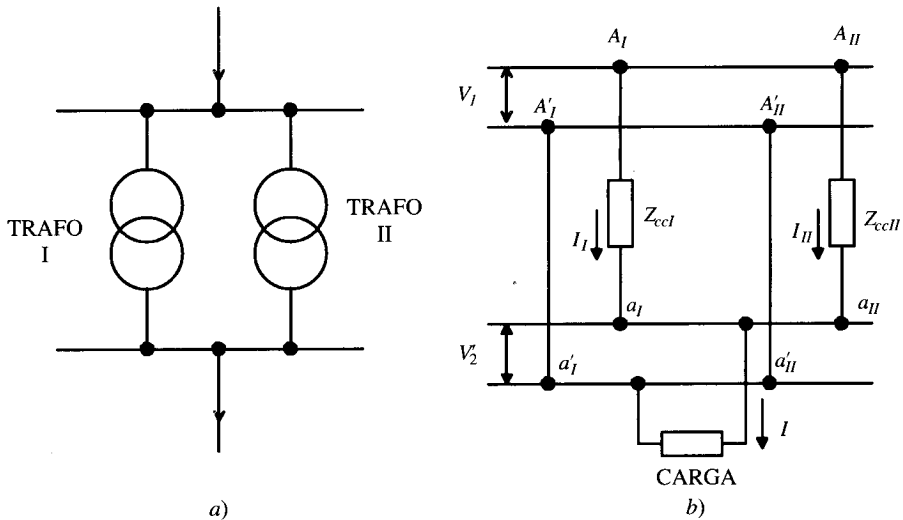 TRAFO
I
TRAFO
II
a)
A_I
A_II
V_I
A'_I
A'_II
Z_ccI
Z_ccII
I_I
I_II
a_I
a_II
V'_2
a'_I
a'_II
I
CARGA
b)